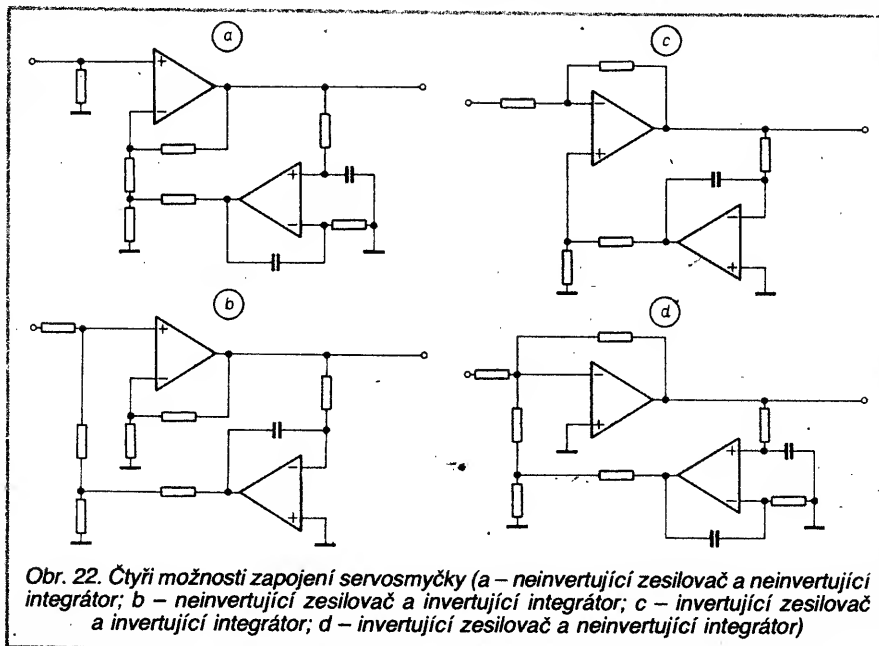 a
c
+
−
+
−
−
+
−
+
b
d
+
−
−
+
−
+
+
−
Obr. 22. Čtyři možnosti zapojení servosmyčky (a – neinvertující zesilovač a neinvertující
integrátor; b – neinvertující zesilovač a invertující integrátor; c – invertující zesilovač
a invertující integrátor; d – invertující zesilovač a neinvertující integrátor)